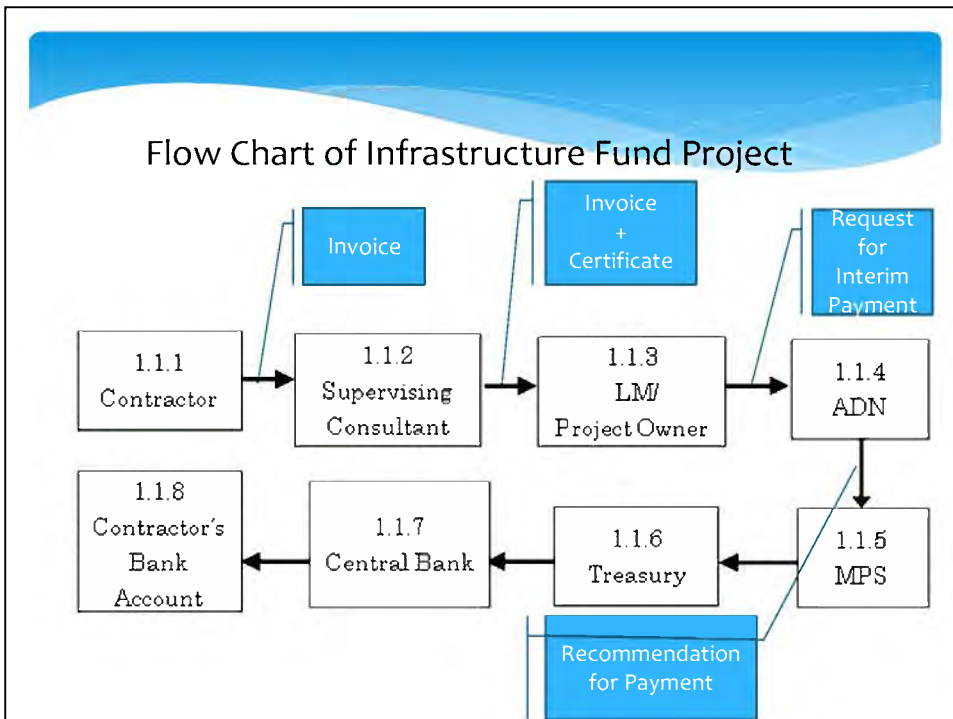 Flow Chart of Infrastructure Fund Project
Invoice
Invoice
+
Certificate
Request
for
Interim
Payment
1.1.1
Contractor
1.1.2
Supervising
Consultant
1.1.3
LM/
Project Owner
1.1.4
ADN
1.1.8
Contractor's
Bank
Account
1.1.7
Central Bank
1.1.6
Treasury
1.1.5
MPS
Recommendation
for Payment